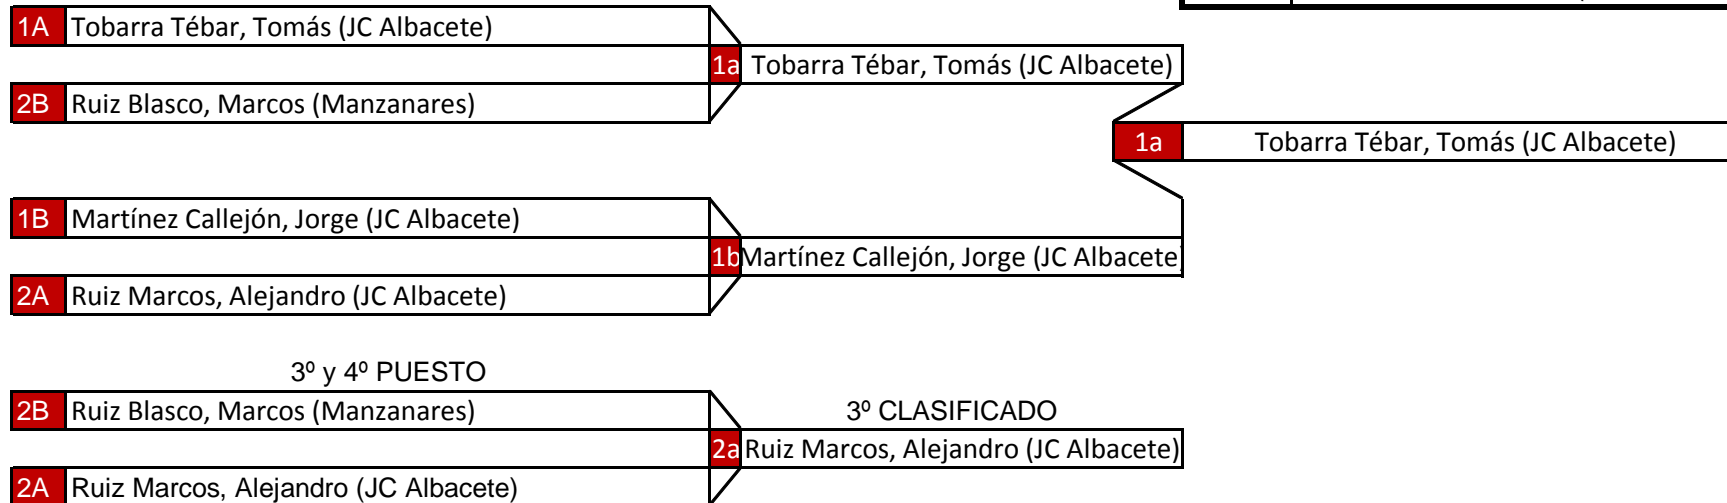 1A Tobarra Tébar, Tomás (JC Albacete)
1a Tobarra Tébar, Tomás (JC Albacete)
2B Ruiz Blasco, Marcos (Manzanares)
1a Tobarra Tébar, Tomás (JC Albacete)
1B Martínez Callejón, Jorge (JC Albacete)
1b Martínez Callejón, Jorge (JC Albacete)
2A Ruiz Marcos, Alejandro (JC Albacete)
3º y 4º PUESTO
2B Ruiz Blasco, Marcos (Manzanares) 3º CLASIFICADO
2a Ruiz Marcos, Alejandro (JC Albacete)
2A Ruiz Marcos, Alejandro (JC Albacete)